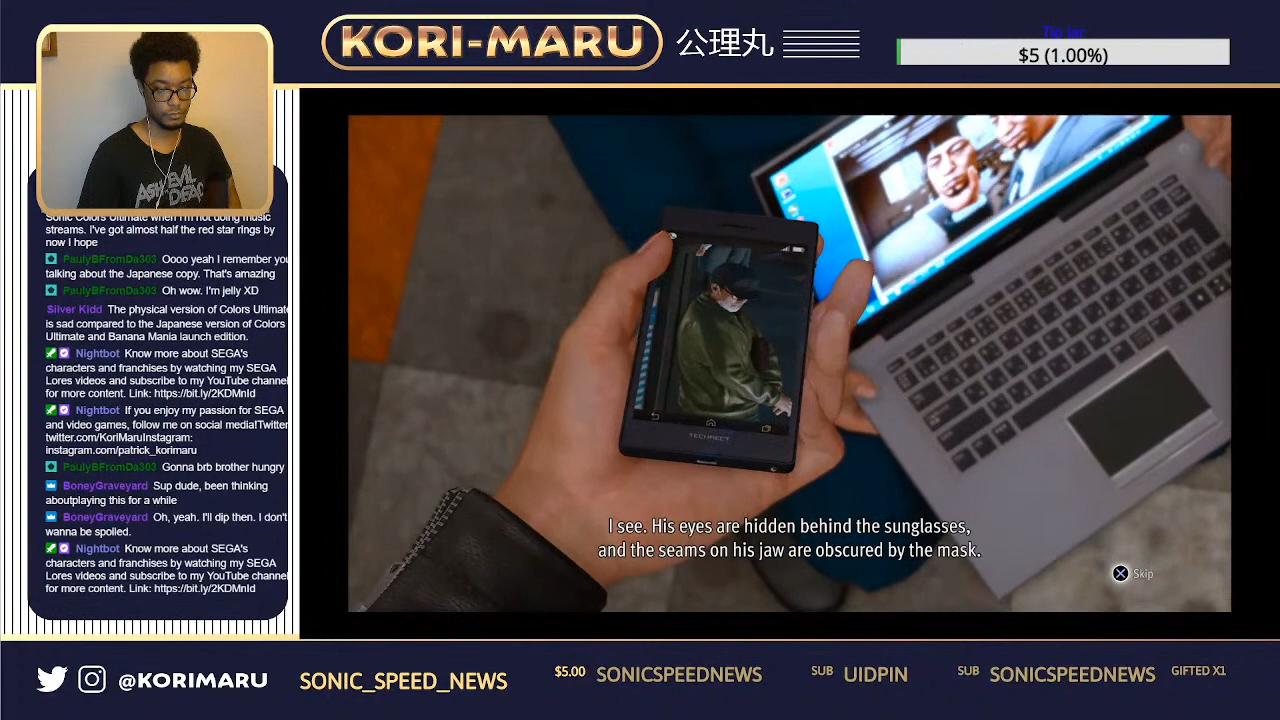 KORI-MARU 公理丸
Tip Jar
$5 (1.00%)
ASH EVIL
DEAD
Sonic Colors Ultimate when I'm not doing music
streams. I've got almost half the red star rings by
now I hope
PaulyBFromDa303 Oooo yeah I remember you
talking about the Japanese copy. That's amazing
PaulyBFromDa303 Oh wow. I'm jelly XD
Silver Kidd The physical version of Colors Ultimate
is sad compared to the Japanese version of Colors
Ultimate and Banana Mania launch edition.
Nightbot Know more about SEGA's
characters and franchises by watching my SEGA
Lores videos and subscribe to my YouTube channel
for more content. Link: https://bit.ly/2KDMnId
Nightbot If you enjoy my passion for SEGA
and video games, follow me on social media!Twitter:
twitter.com/KoriMaruInstagram:
instagram.com/patrick_korimaru
PaulyBFromDa303 Gonna brb brother hungry
BoneyGraveyard Sup dude, been thinking
aboutplaying this for a while
BoneyGraveyard Oh, yeah. I'll dip then. I don't
wanna be spoiled.
Nightbot Know more about SEGA's
characters and franchises by watching my SEGA
Lores videos and subscribe to my YouTube channel
for more content. Link: https://bit.ly/2KDMnId
TECHRECT
I see. His eyes are hidden behind the sunglasses,
and the seams on his jaw are obscured by the mask.
Skip
@KORIMARU SONIC_SPEED_NEWS $5.00 SONICSPEEDNEWS SUB UIDPIN SUB SONICSPEEDNEWS GIFTED X1